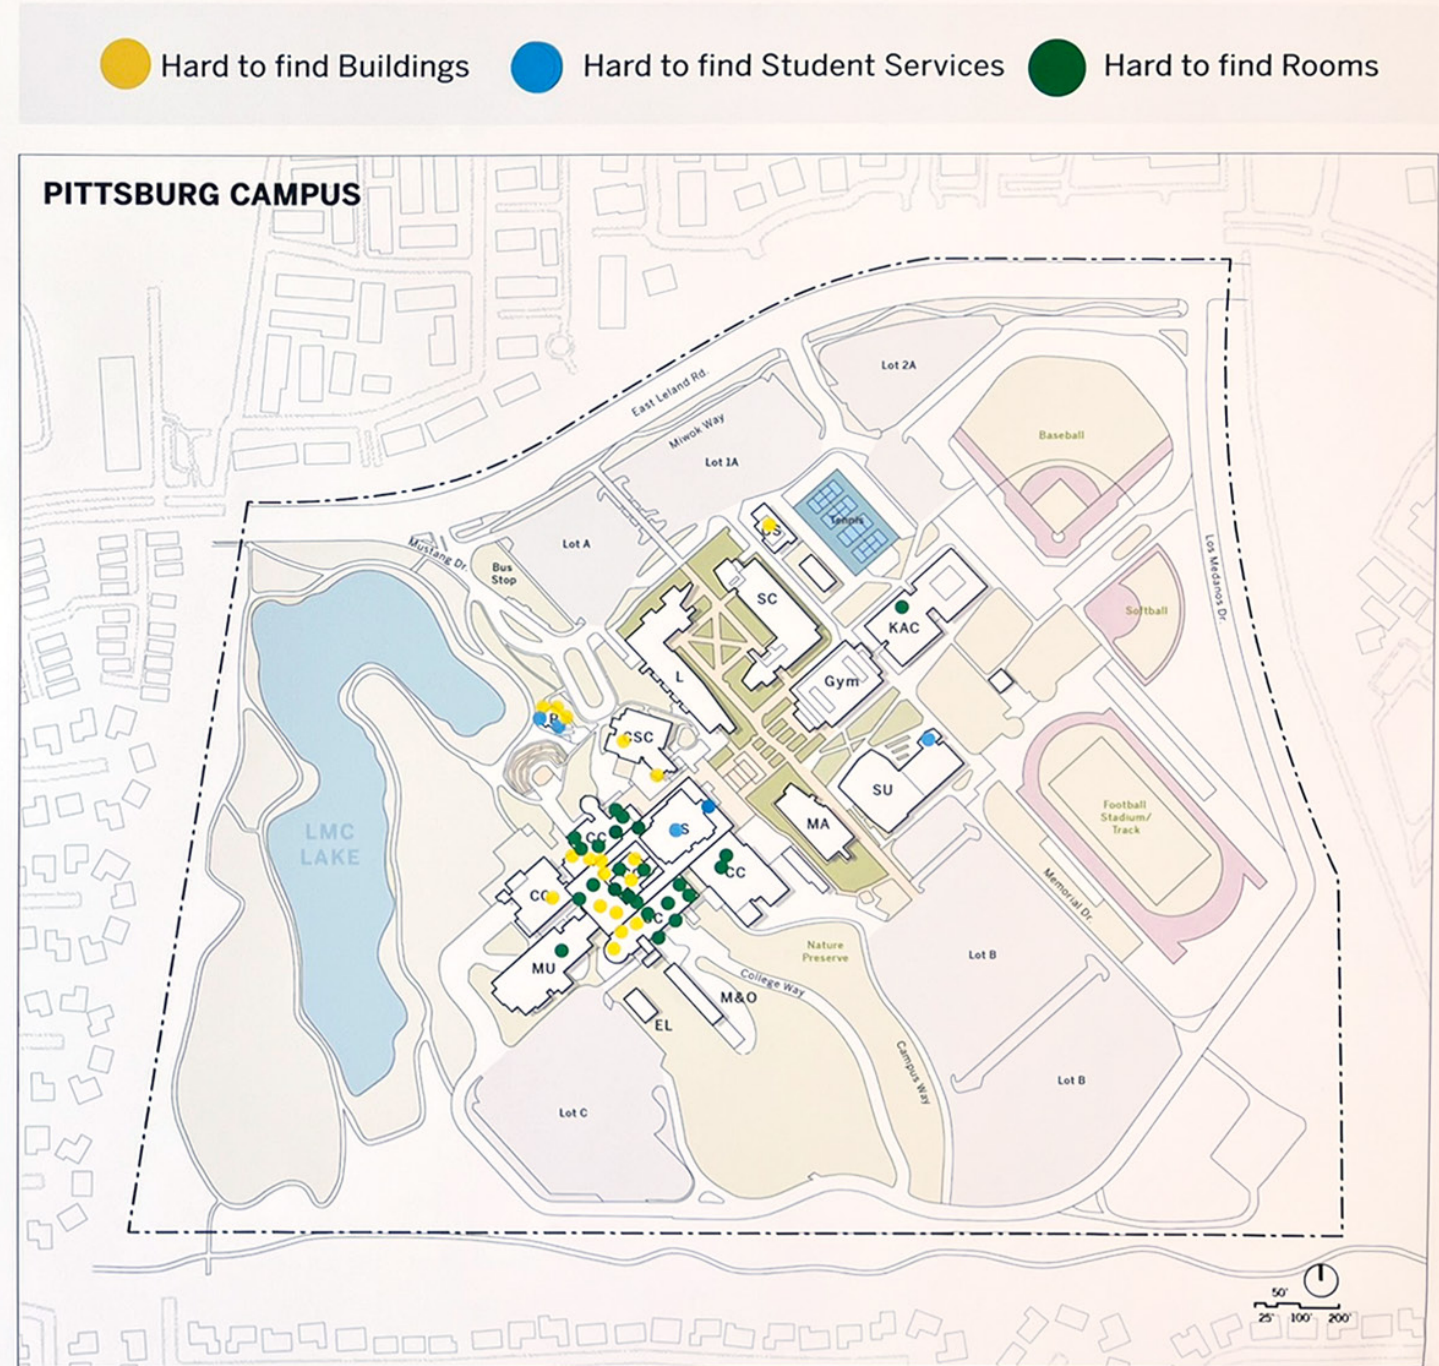 Hard to find Buildings
Hard to find Student Services
Hard to find Rooms
PITTSBURG CAMPUS
East Leland Rd.
Miwok Way
Lot 2A
Lot 1A
Baseball
Tennis
Lot A
Mustang Dr.
Bus
Stop
Los Medanos Dr.
SC
KAC
Softball
L
Gym
CSC
SU
MA
Football
Stadium/
Track
LMC
LAKE
CC
CC
CC
MU
Memorial Dr.
Nature
Preserve
Lot B
College Way
M&O
EL
Campus Way
Lot B
Lot C
50'
25' 100' 200'